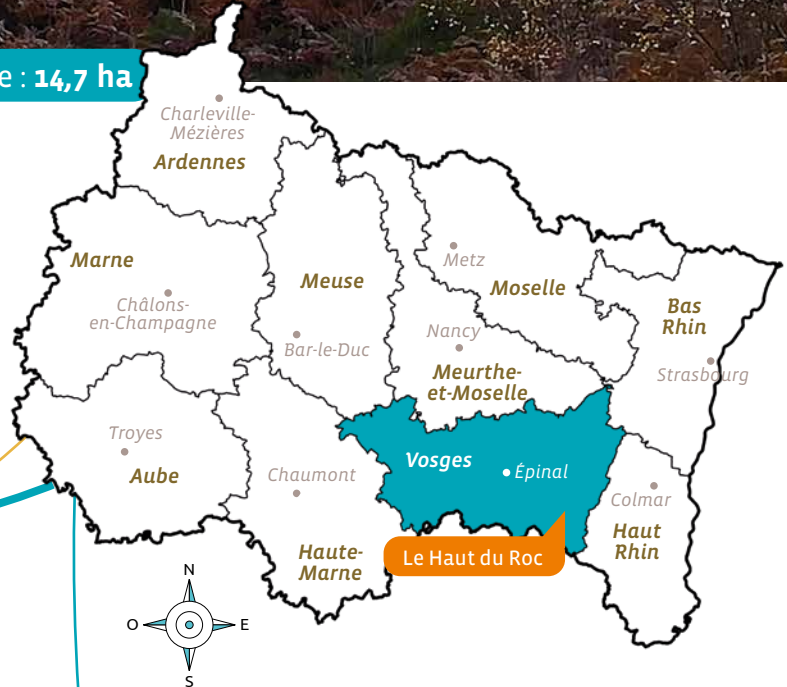 e : 14,7 ha
Charleville-
Mézières
Ardennes
Marne
Châlons-
en-Champagne
Meuse
Bar-le-Duc
Metz
Moselle
Nancy
Meurthe-
et-Moselle
Bas
Rhin
Strasbourg
Troyes
Aube
Chaumont
Haute-
Marne
Vosges
Épinal
Colmar
Haut
Rhin
Le Haut du Roc
N
O
E
S